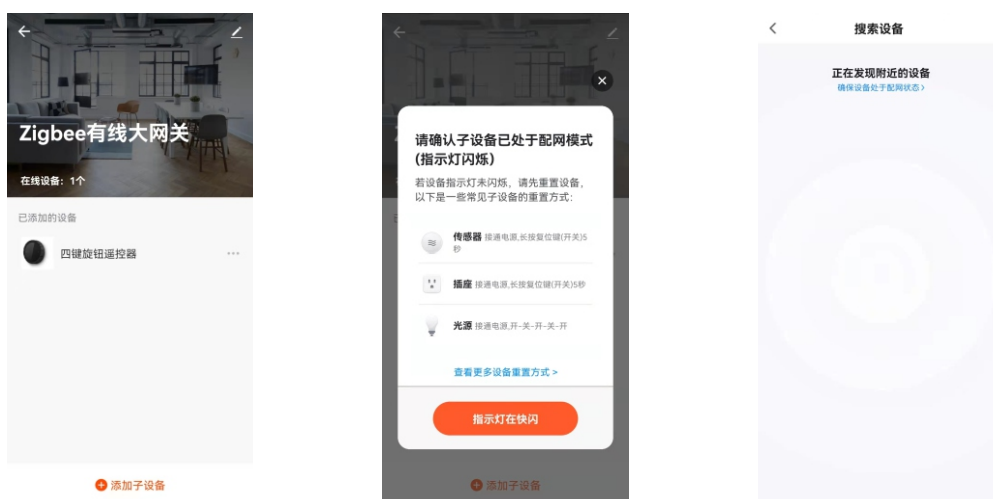 Zigbee有线大网关
在线设备：1个
已添加的设备
四键旋钮遥控器
添加子设备
请确认子设备已处于配网模式
(指示灯闪烁)
若设备指示灯未闪烁，请先重置设备，
以下是一些常见子设备的重置方式：
传感器 接通电源,长按复位键(开关)5
秒
插座 接通电源,长按复位键(开关)5秒
光源 接通电源,开-关-开-关-开
查看更多设备重置方式 >
指示灯在快闪
添加子设备
搜索设备
正在发现附近的设备
确保设备处于配网状态 >